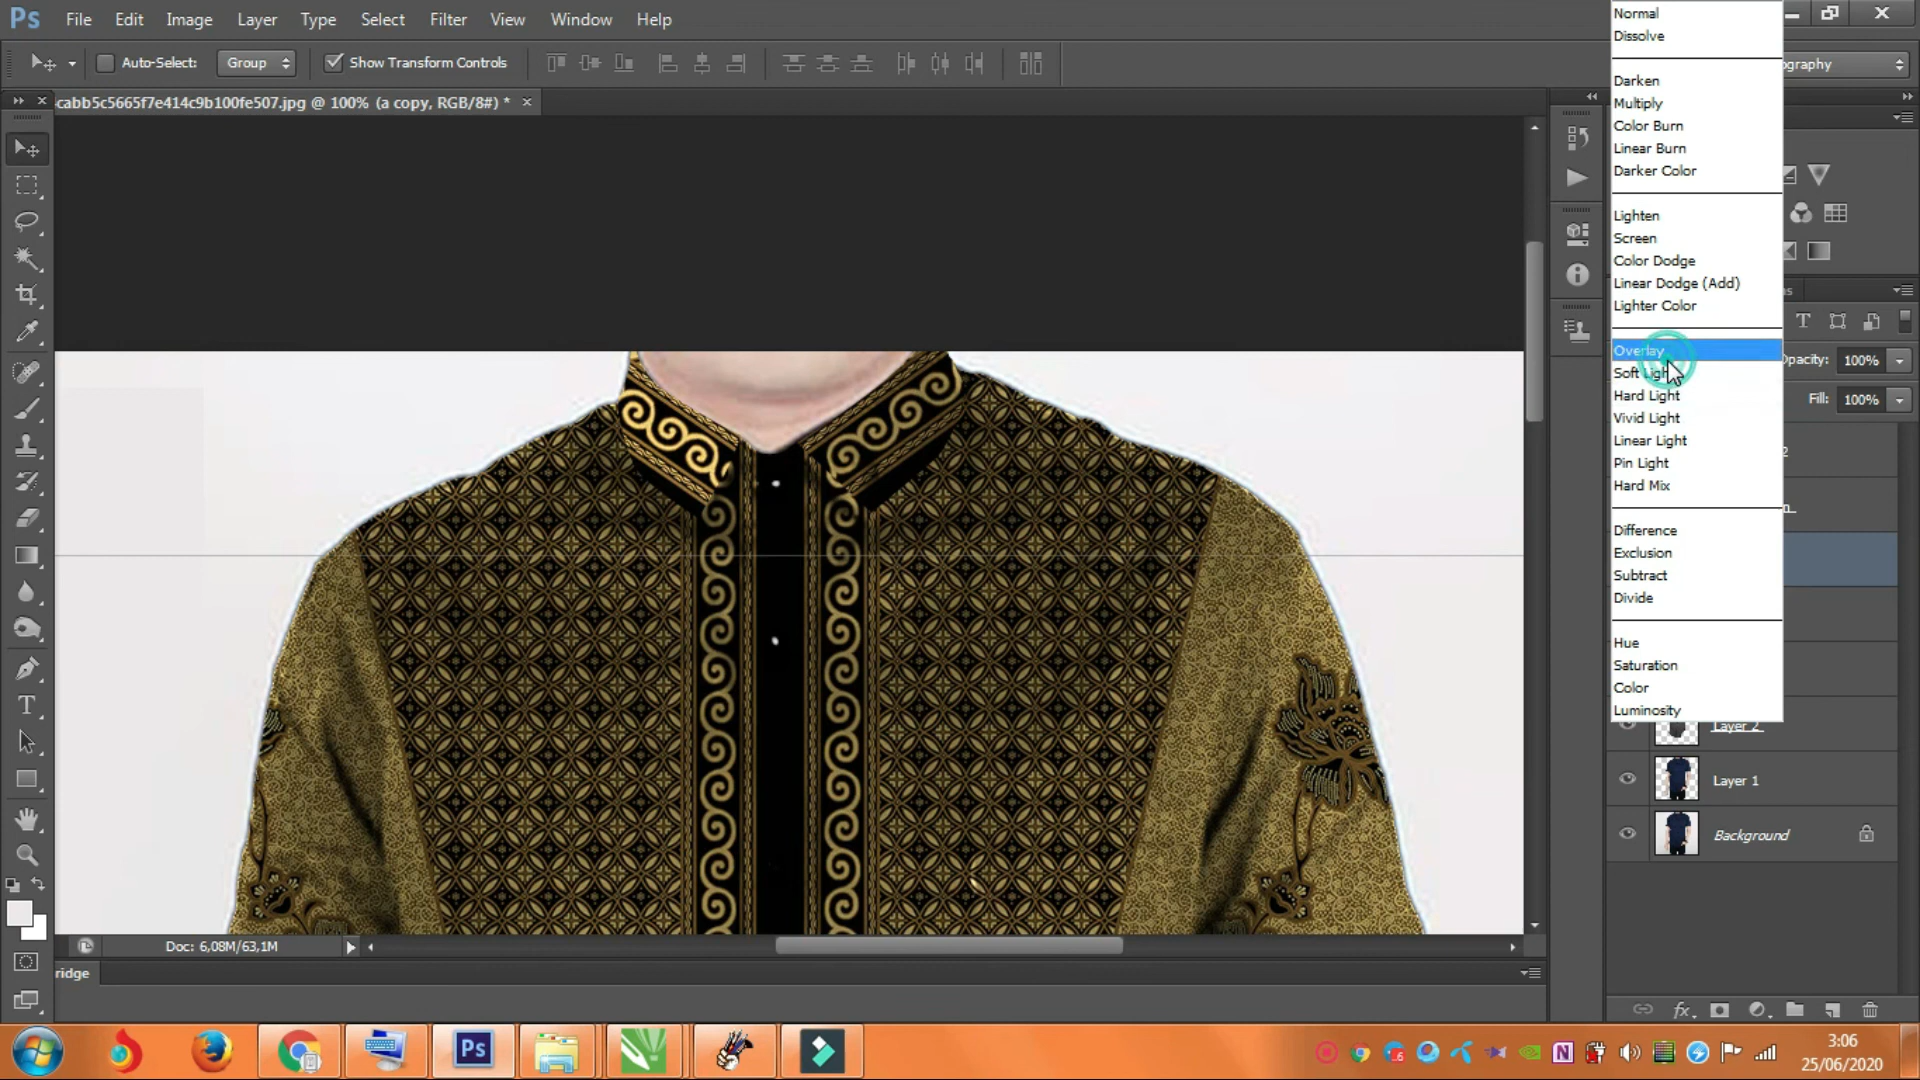 Ps File Edit Image Layer Type Select Filter View Window Help
Auto-Select: Group Show Transform Controls
cabb5c5665f7e414c9b100fe507.jpg @ 100% (a copy, RGB/8#) *
Normal
Dissolve
ography
Darken
Multiply
Color Burn
Linear Burn
Darker Color
Lighten
Screen
Color Dodge
Linear Dodge (Add)
Lighter Color
Overlay
Opacity: 100%
Soft Light
Hard Light
Fill: 100%
Vivid Light
Linear Light
Pin Light
Hard Mix
Difference
Exclusion
Subtract
Divide
Hue
Saturation
Color
Luminosity
Layer 2
Layer 1
Background
Doc: 6,08M/63,1M
ridge
Ps
3:06
25/06/2020